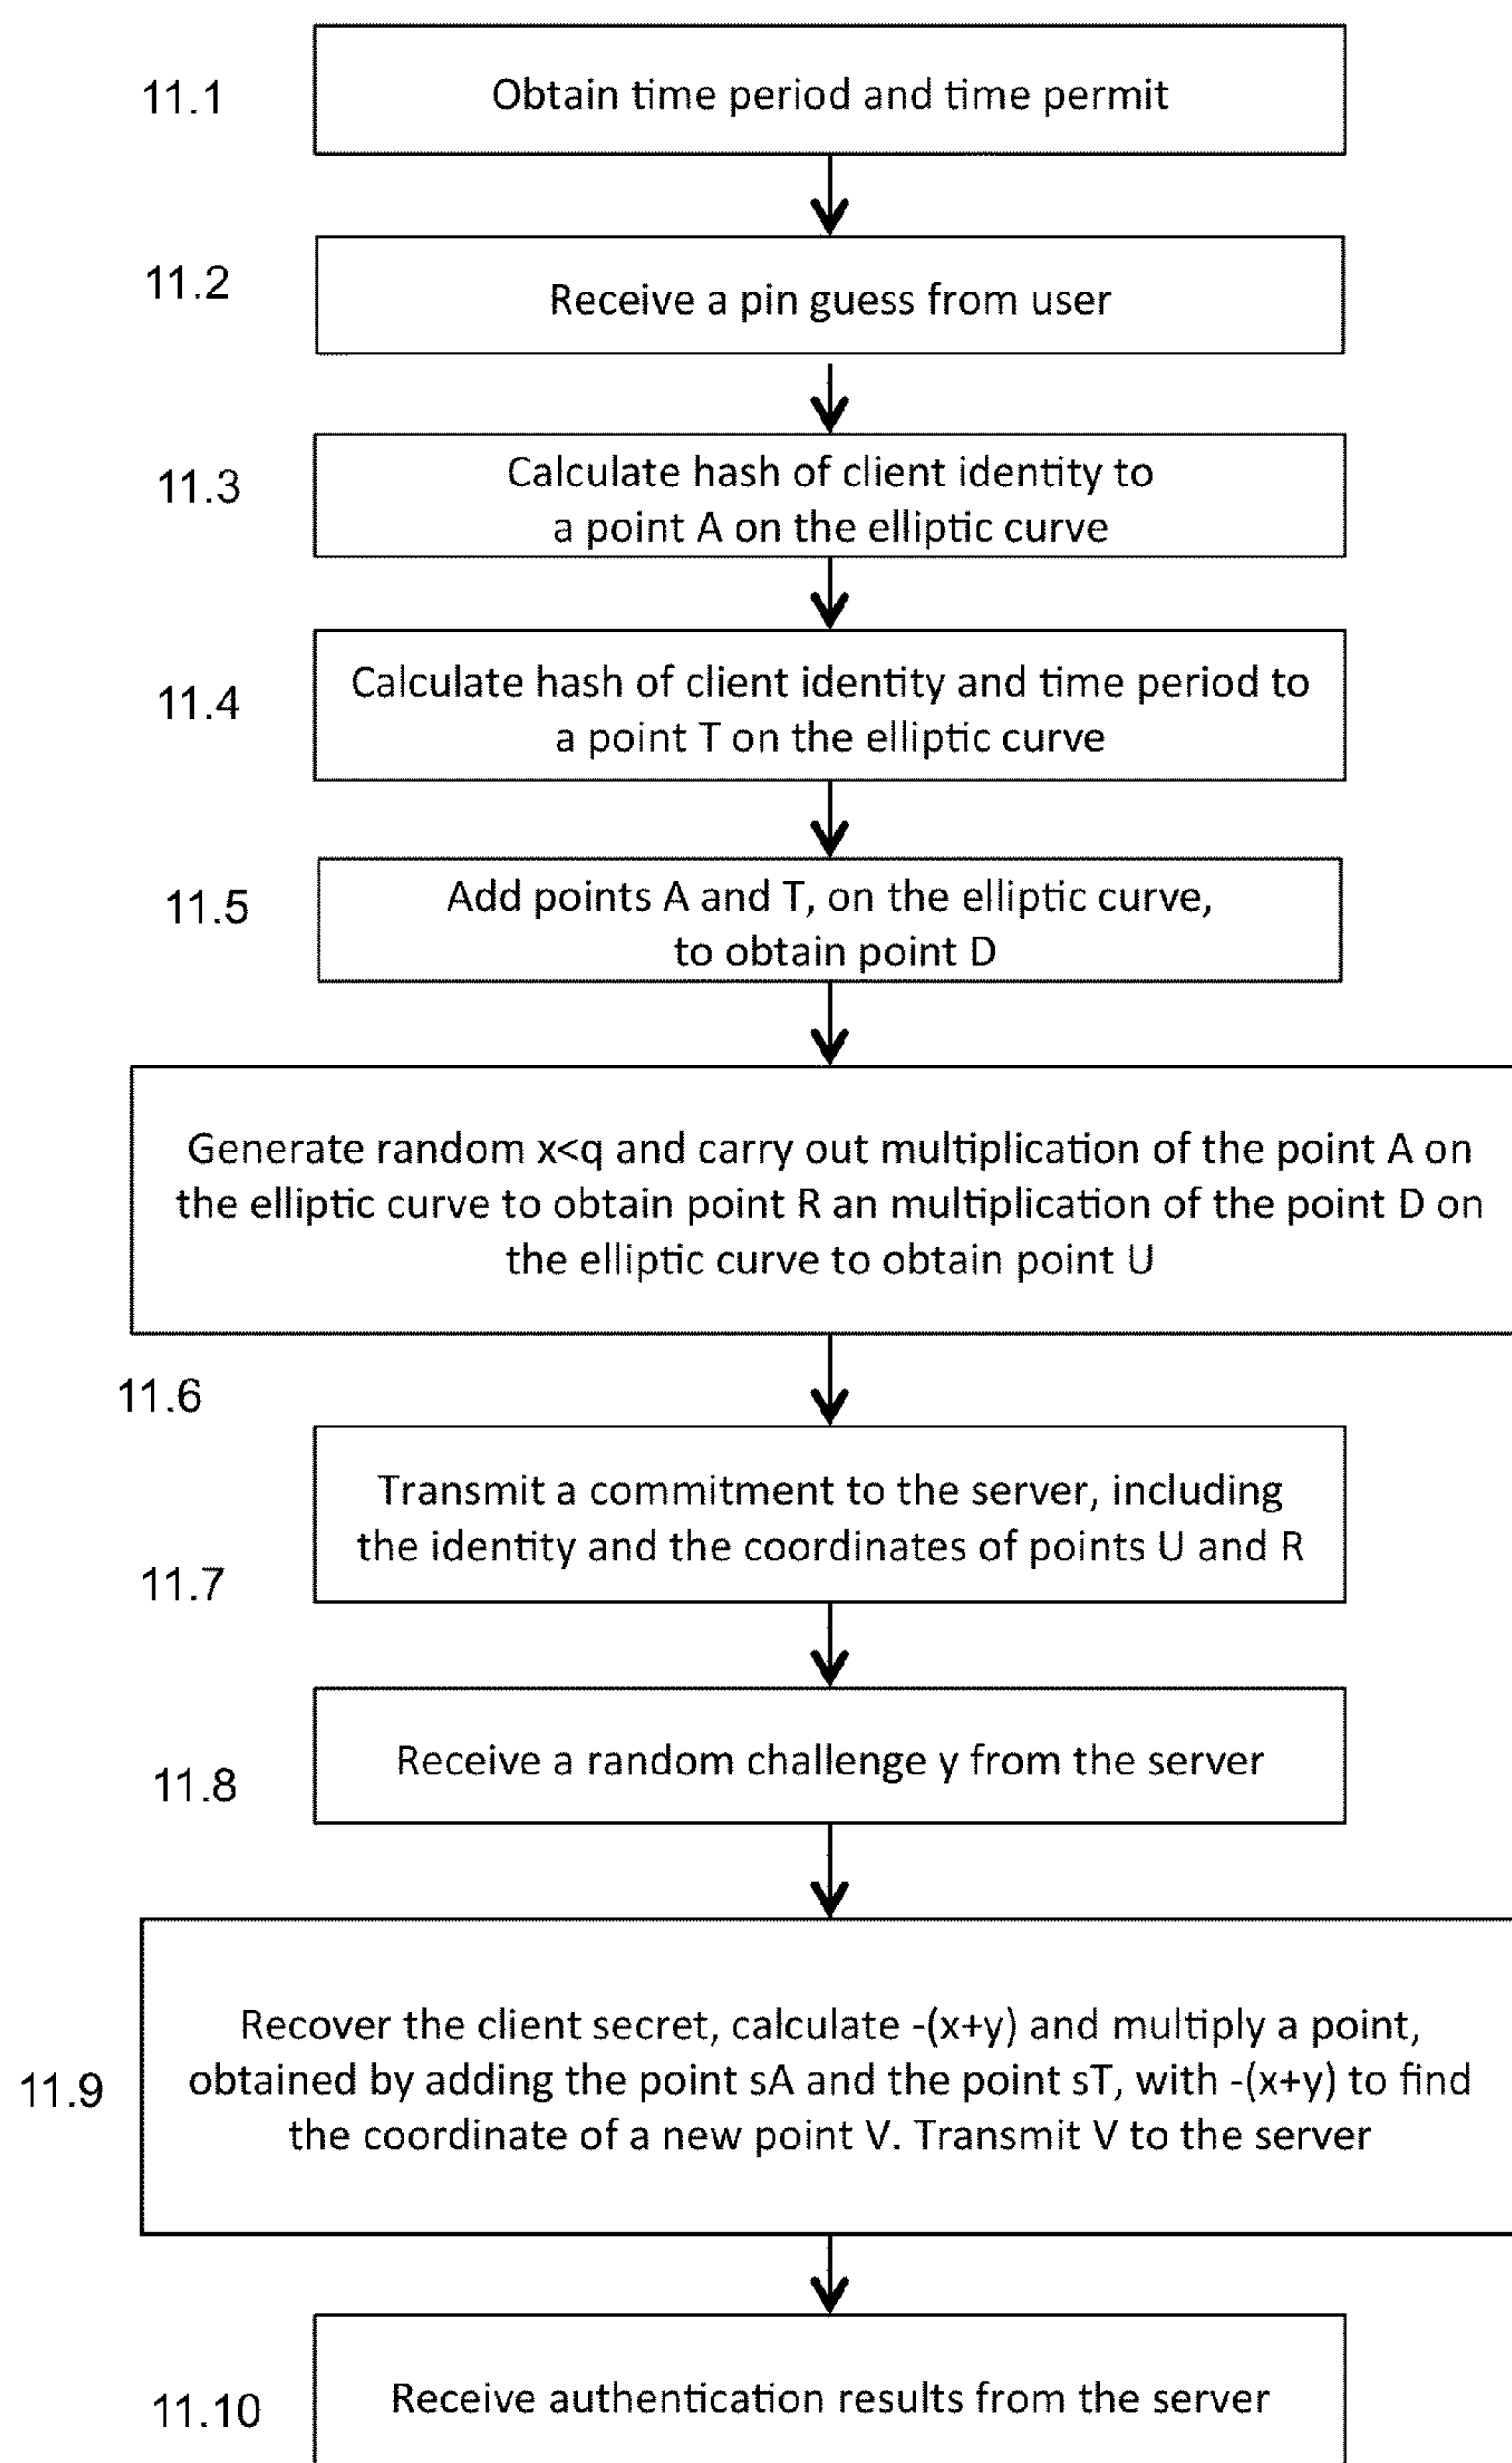 11.1
Obtain time period and time permit
11.2
Receive a pin guess from user
11.3
Calculate hash of client identity to
a point A on the elliptic curve
11.4
Calculate hash of client identity and time period to
a point T on the elliptic curve
11.5
Add points A and T, on the elliptic curve,
to obtain point D
Generate random x<q and carry out multiplication of the point A on
the elliptic curve to obtain point R an multiplication of the point D on
the elliptic curve to obtain point U
11.6
Transmit a commitment to the server, including
the identity and the coordinates of points U and R
11.7
Receive a random challenge y from the server
11.8
Recover the client secret, calculate -(x+y) and multiply a point,
obtained by adding the point sA and the point sT, with -(x+y) to find
the coordinate of a new point V. Transmit V to the server
11.9
Receive authentication results from the server
11.10